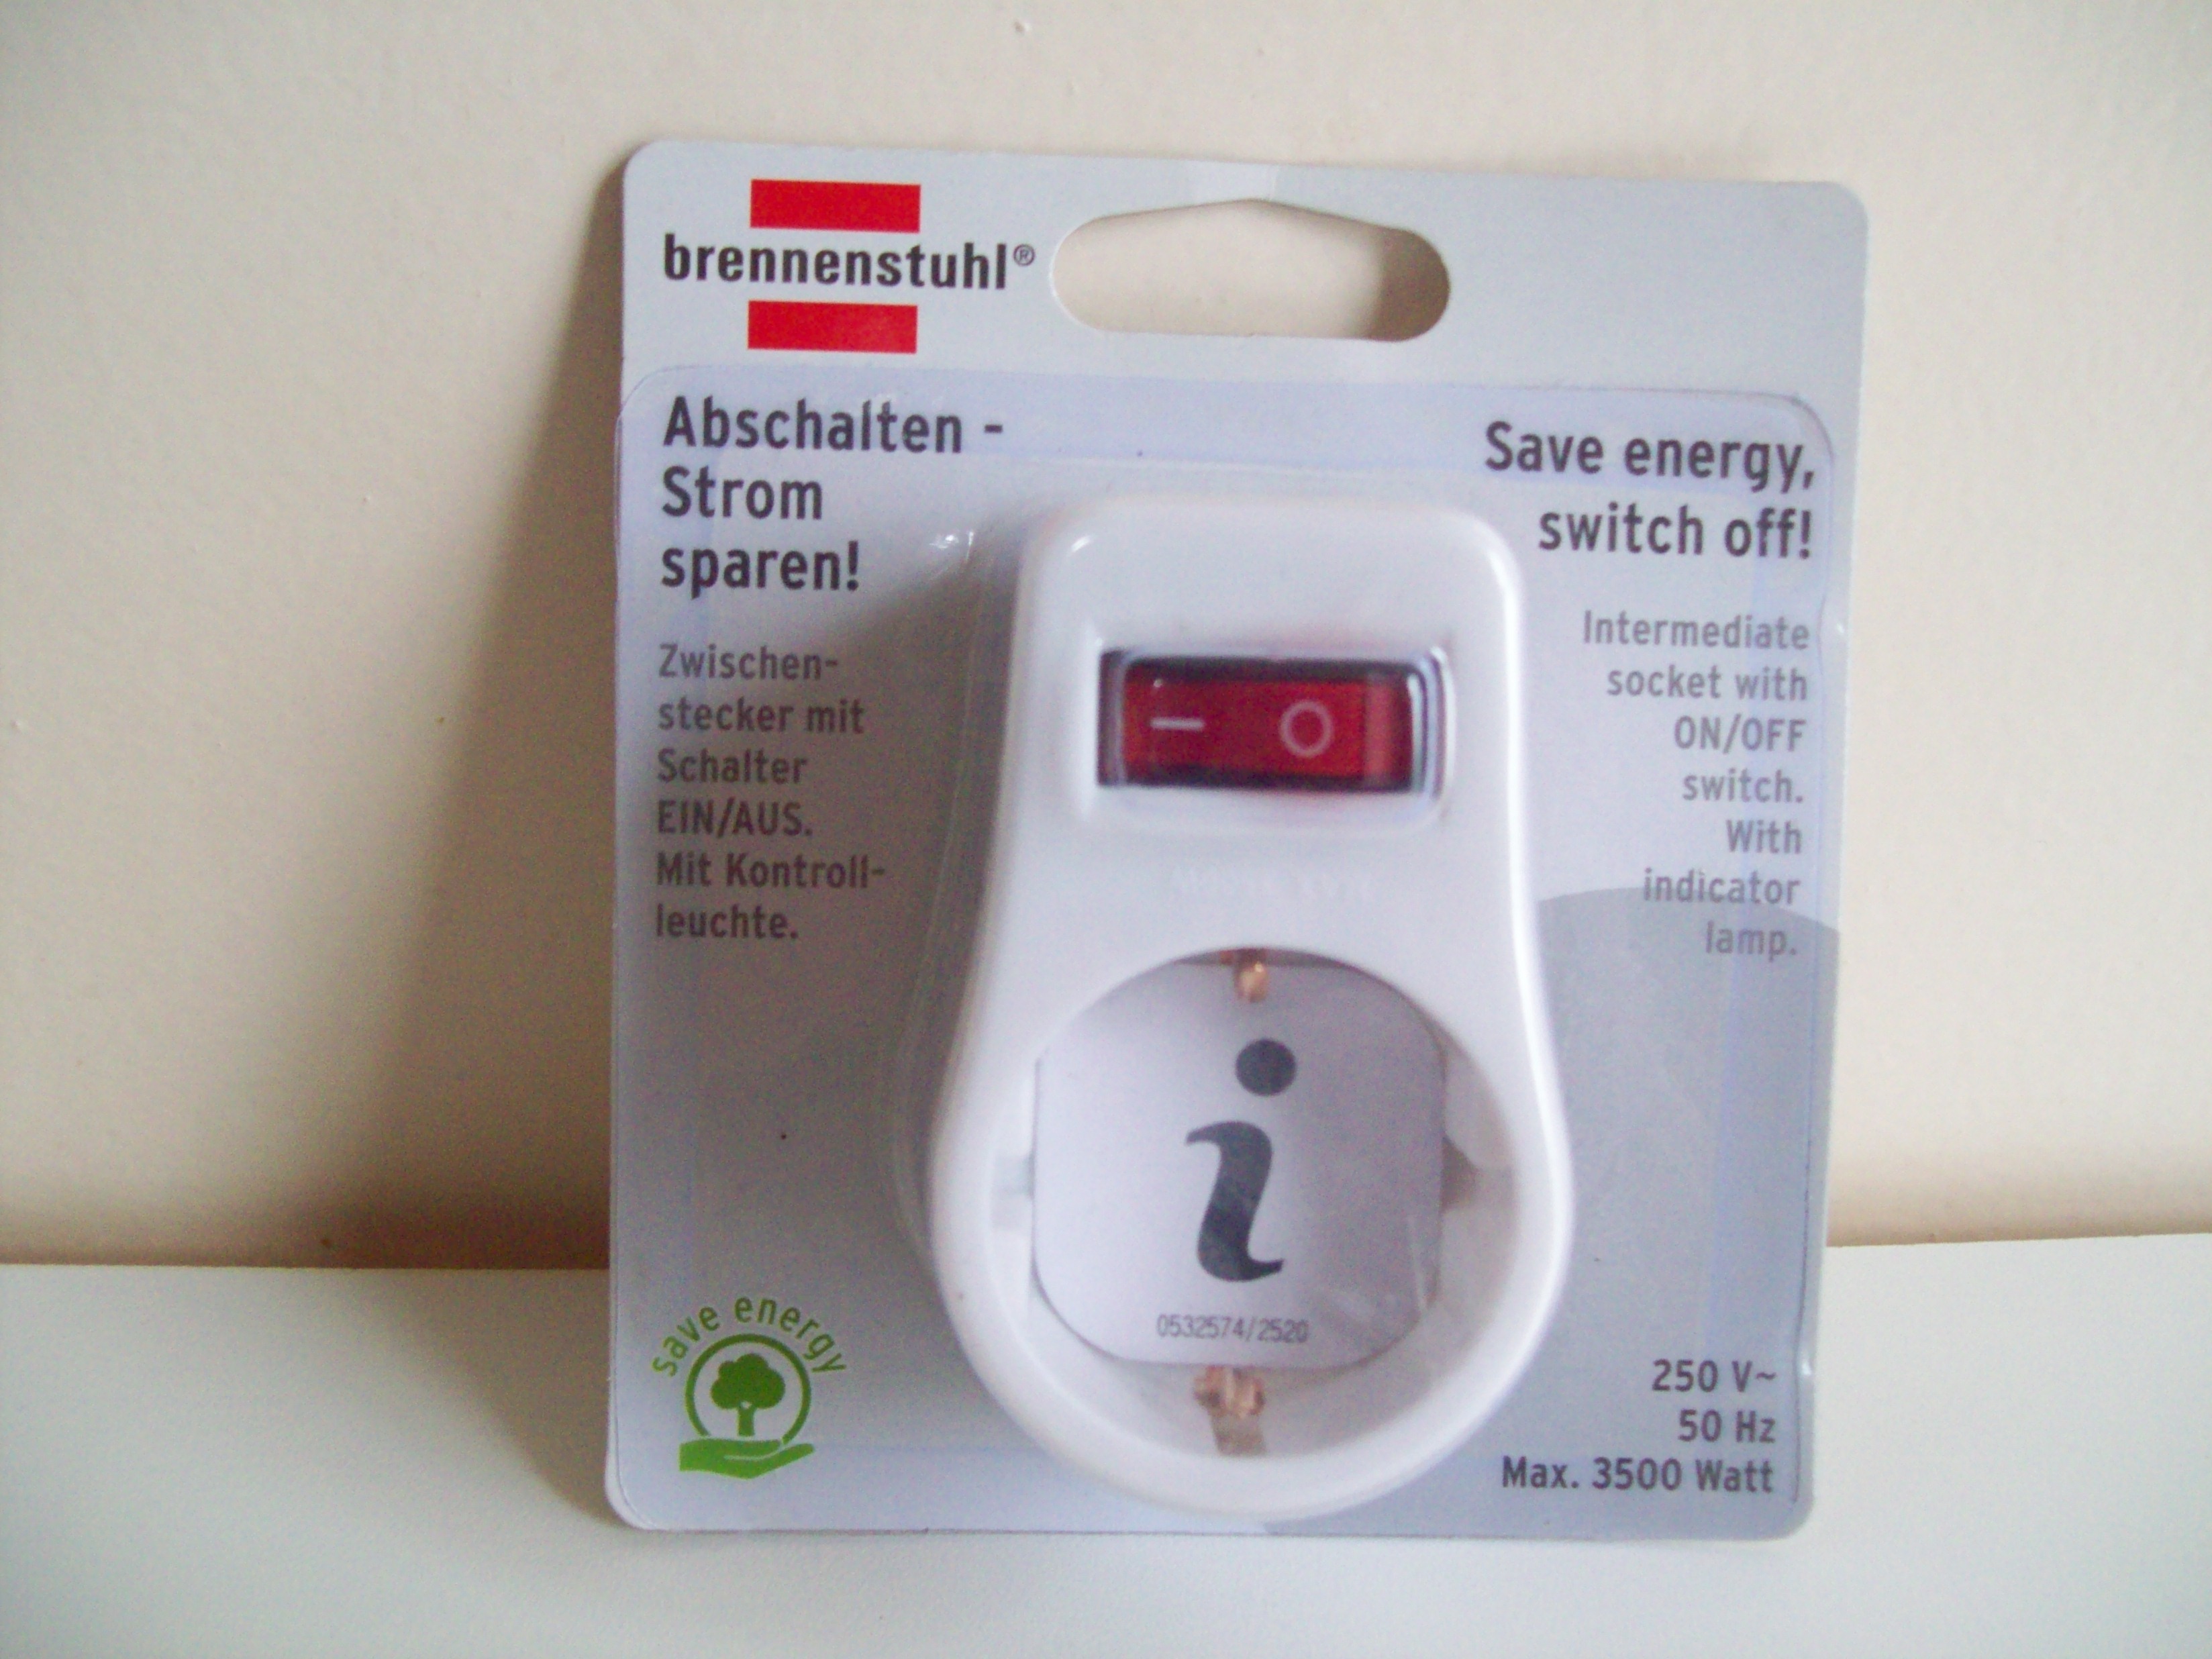 brennenstuhl®
Abschalten -
Strom
sparen!
Zwischen-
stecker mit
Schalter
EIN/AUS.
Mit Kontroll-
leuchte.
Save energy,
switch off!
Intermediate
socket with
ON/OFF
switch.
With
indicator
lamp.
i
0532574/2520
save energy
250 V~
50 Hz
Max. 3500 Watt